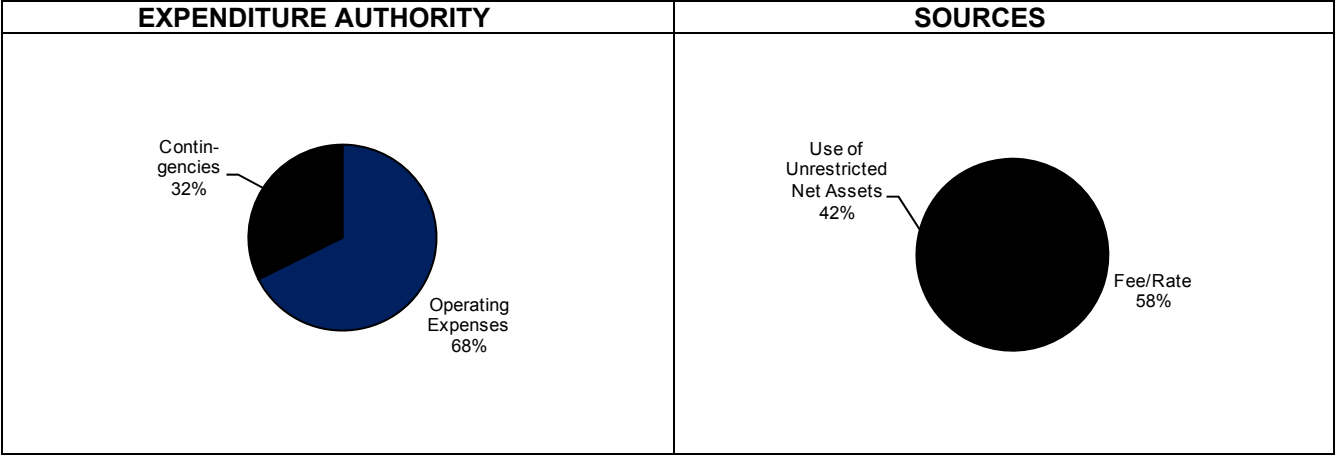 EXPENDITURE AUTHORITY
SOURCES
Contin-
gencies
32%
Operating
Expenses
68%
Use of
Unrestricted
Net Assets
42%
Fee/Rate
58%